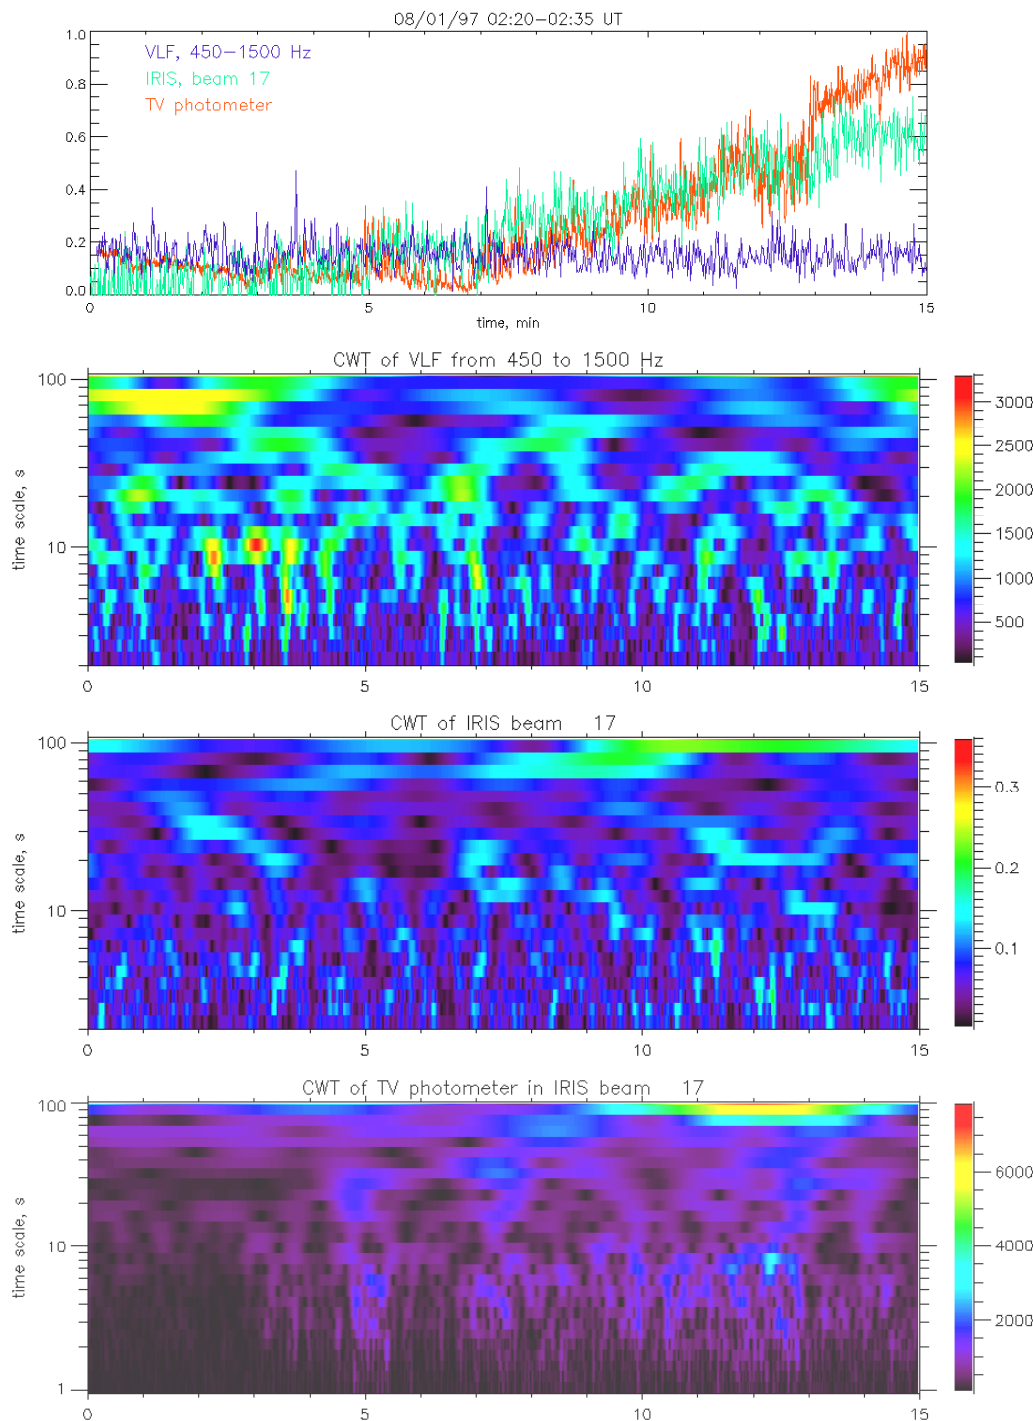 08/01/97 02:20-02:35 UT
1.0
VLF, 450-1500 Hz
IRIS, beam 17
0.8
TV photometer
0.6
0.4
0.2
0.0
0 5 10 15
time, min
CWT of VLF from 450 to 1500 Hz
100
3000
2500
time scale, s
2000
1500
10
1000
500
0 5 10 15
CWT of IRIS beam 17
100
0.3
time scale, s
0.2
10
0.1
0 5 10 15
CWT of TV photometer in IRIS beam 17
100
6000
time scale, s
10
4000
2000
1
0 5 10 15